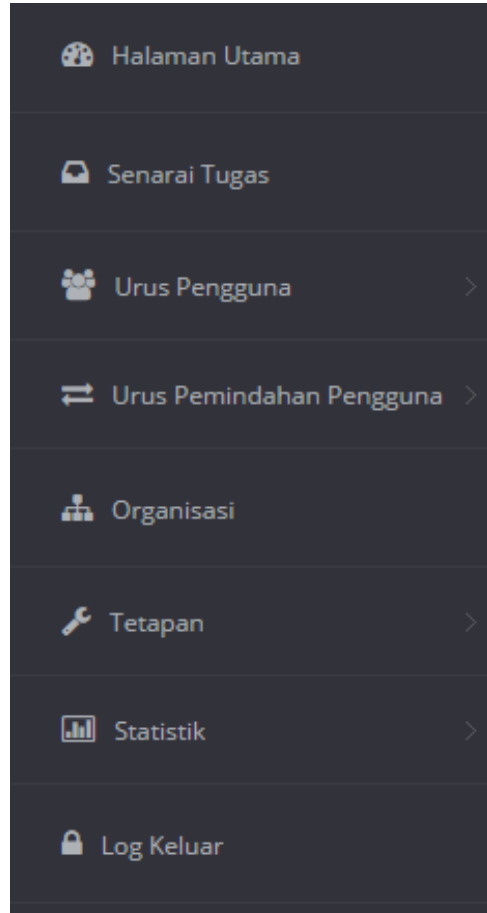 Halaman Utama
Senarai Tugas
Urus Pengguna
Urus Pemindahan Pengguna
Organisasi
Tetapan
Statistik
Log Keluar